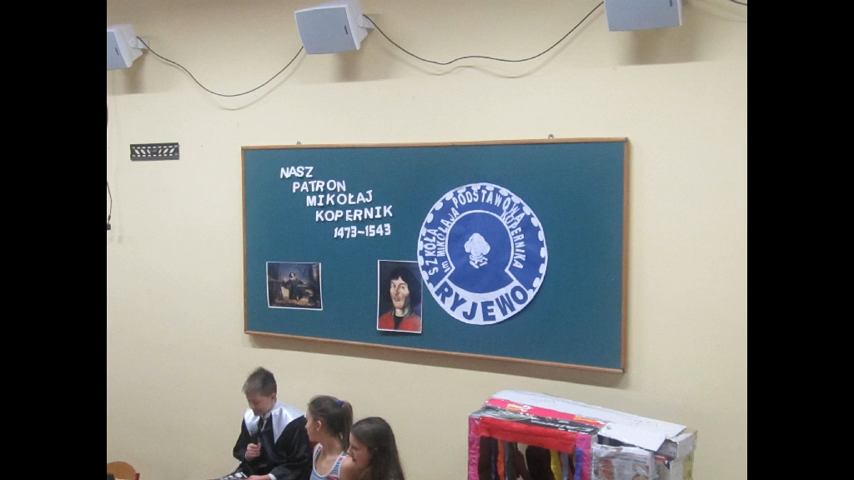 NASZ
PATRON
MIKOŁAJ
KOPERNIK
1473-1543
SZKOŁA PODSTAWOWA
im MIKOŁAJA KOPERNIKA
RYJEWO